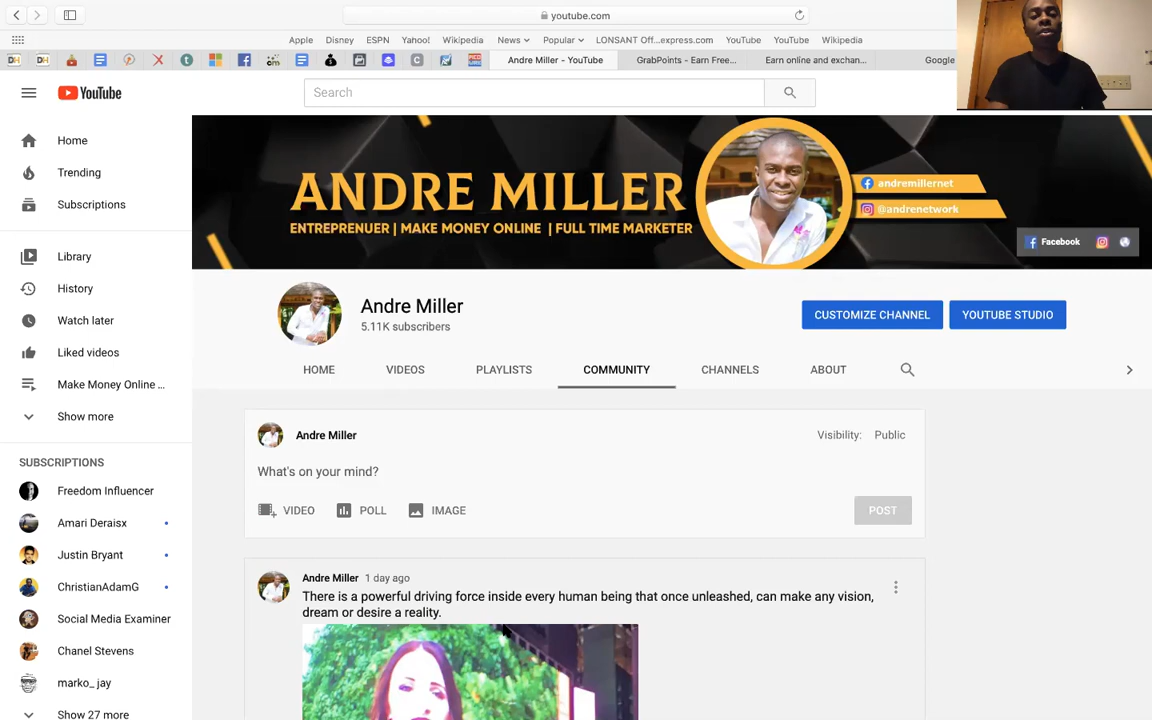 youtube.com
Apple Disney ESPN Yahoo! Wikipedia News Popular LONSANT Off...express.com YouTube YouTube Wikipedia
DH DH t f cm C Andre Miller - YouTube GrabPoints - Earn Free... Earn online and exchan... Google
YouTube
Search
Home
Trending
Subscriptions
Library
History
Watch later
Liked videos
Make Money Online ...
Show more
SUBSCRIPTIONS
Freedom Influencer
Amari Deraisx
Justin Bryant
ChristianAdamG
Social Media Examiner
Chanel Stevens
marko_ jay
Show 27 more
ANDRE MILLER
ENTREPRENUER | MAKE MONEY ONLINE | FULL TIME MARKETER
andremillernet
@andrenetwork
Facebook
Andre Miller
5.11K subscribers
CUSTOMIZE CHANNEL
YOUTUBE STUDIO
HOME VIDEOS PLAYLISTS COMMUNITY CHANNELS ABOUT
Andre Miller
Visibility: Public
What's on your mind?
VIDEO POLL IMAGE
POST
Andre Miller 1 day ago
There is a powerful driving force inside every human being that once unleashed, can make any vision,
dream or desire a reality.